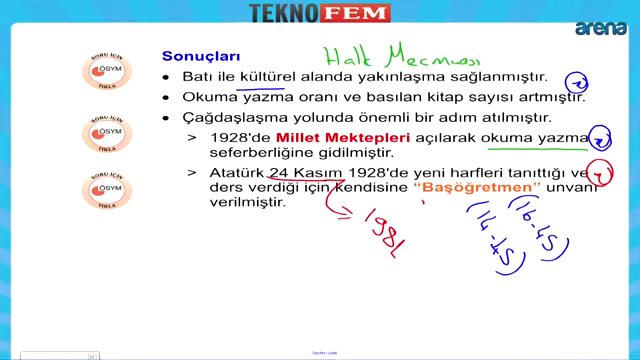 TEKNOFEM
arena
SORU İÇİN
ÖSYM
TIKLA
Sonuçları
Halk Mecmuası
• Batı ile kültürel alanda yakınlaşma sağlanmıştır.
• Okuma yazma oranı ve basılan kitap sayısı artmıştır.
• Çağdaşlaşma yolunda önemli bir adım atılmıştır.
SORU İÇİN
ÖSYM
TIKLA
> 1928'de Millet Mektepleri açılarak okuma yazma
seferberliğine gidilmiştir.
SORU İÇİN
ÖSYM
TIKLA
> Atatürk 24 Kasım 1928'de yeni harfleri tanıttığı ve
ders verdiği için kendisine “Başöğretmen” unvanı
verilmiştir.
(16-45)
(14-45)